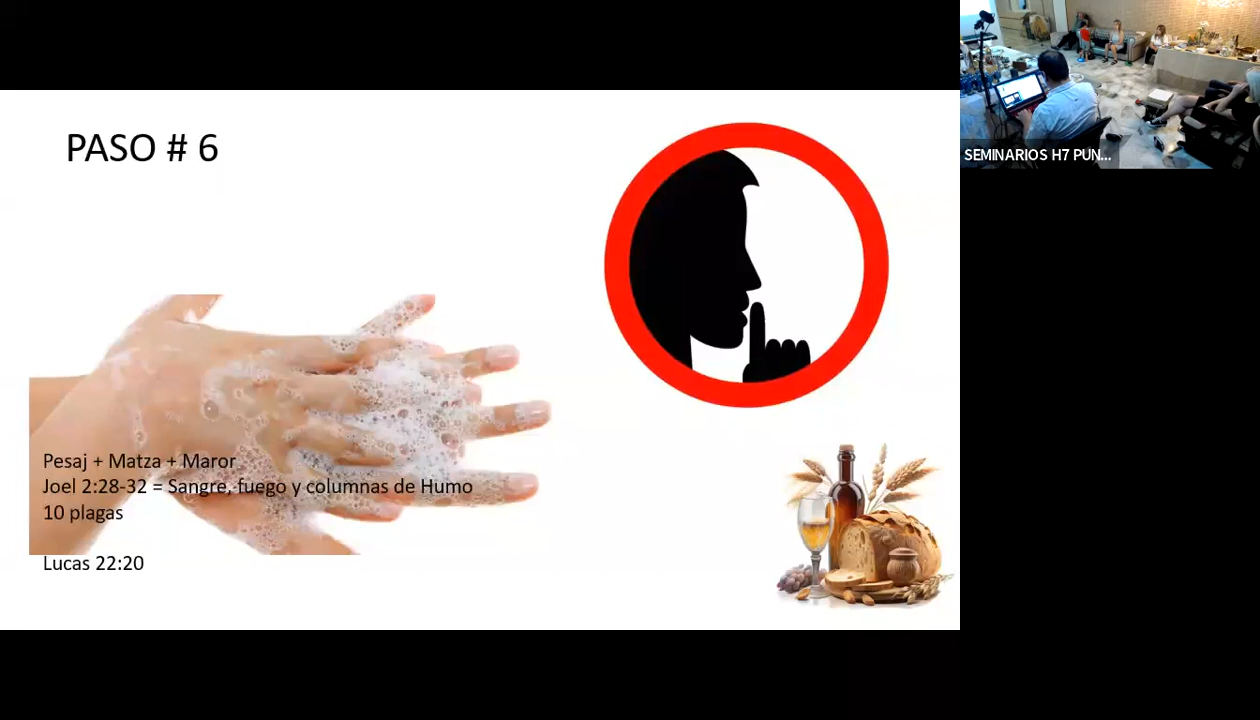 PASO # 6
Pesaj + Matza + Maror
Joel 2:28-32 = Sangre, fuego y columnas de Humo
10 plagas
Lucas 22:20
SEMINARIOS H7 PUN...